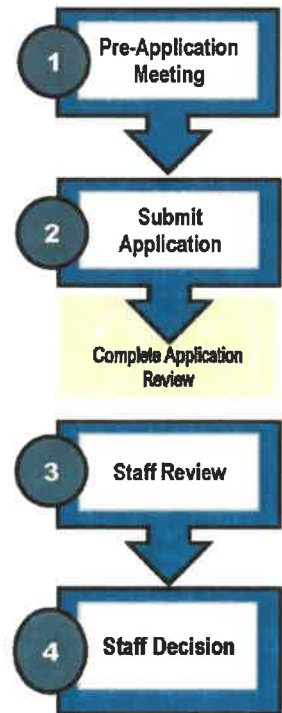 1
Pre-Application
Meeting
2
Submit
Application
Complete Application
Review
3
Staff Review
4
Staff Decision